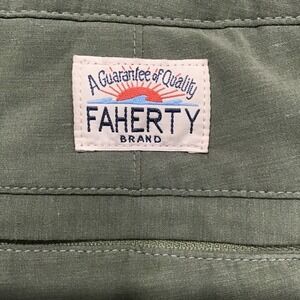 A Guarantee of Quality
FAHERTY
BRAND